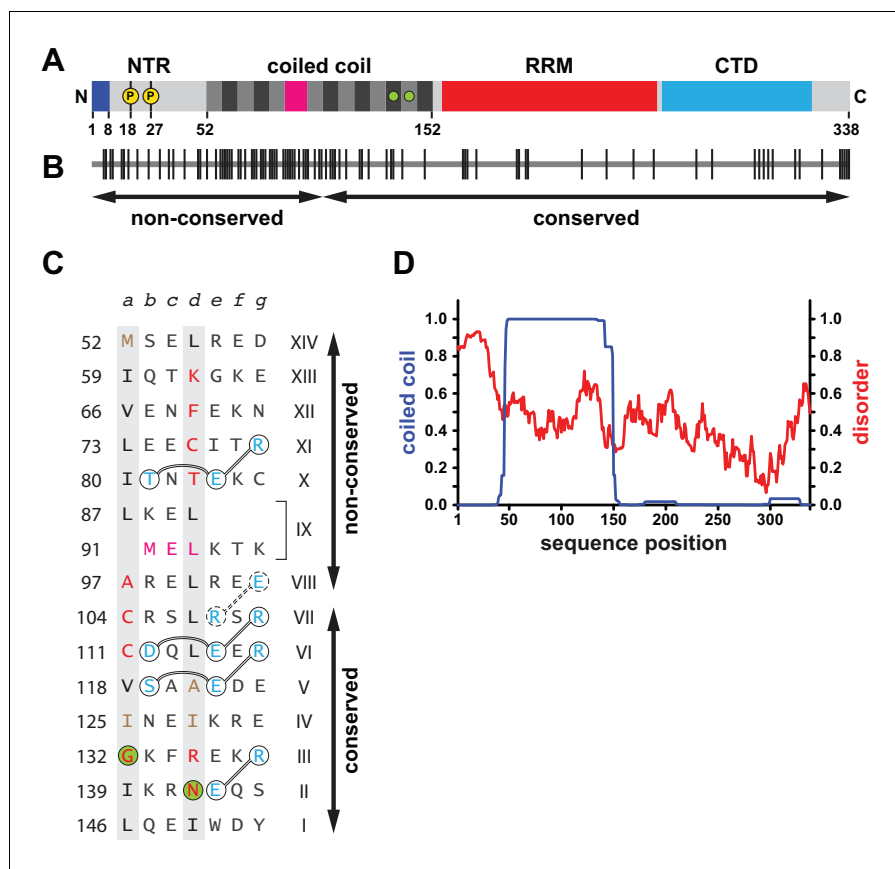 A
NTR coiled coil RRM CTD
N P P C
1 8 18 27 52 152 338
B
non-conserved conserved
C
a b c d e f g
52 M S E L R E D XIV
59 I Q T K G K E XIII
66 V E N F E K N XII
73 L E E C I T R XI
80 I T N T E K C X
87 L K E L
IX
91 M E L K T K
97 A R E L R E E VIII
104 C R S L R S R VII
111 C D Q L E E R VI
118 V S A A E D E V
125 I N E I K R E IV
132 G K F R E K R III
139 I K R N E Q S II
146 L Q E I W D Y I
non-conserved
conserved
D
coiled coil
1.0
0.8
0.6
0.4
0.2
0.0
1 50 100 150 200 250 300
sequence position
1.0
0.8
0.6
0.4
0.2
0.0
disorder